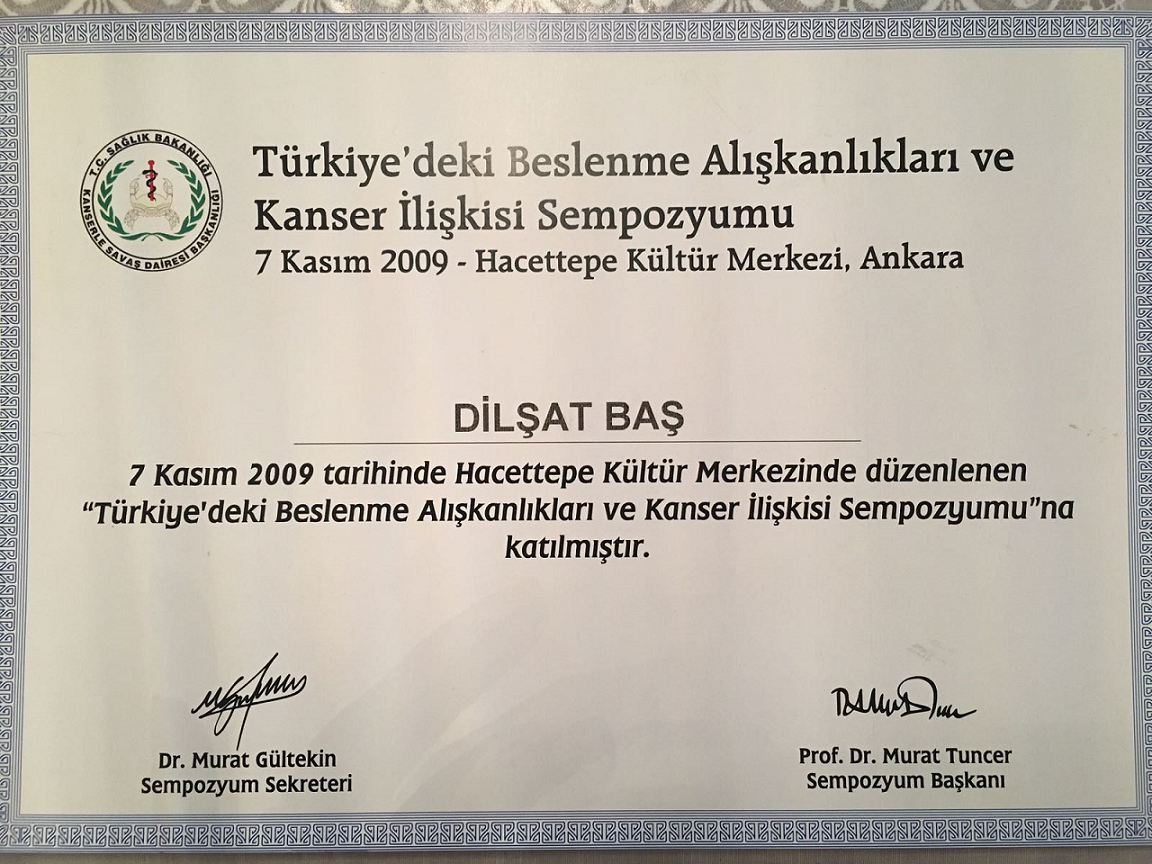 T.C. SAĞLIK BAKANLIĞI
KANSERLE SAVAŞ DAİRESİ BAŞKANLIĞI
Türkiye'deki Beslenme Alışkanlıkları ve
Kanser İlişkisi Sempozyumu
7 Kasım 2009 - Hacettepe Kültür Merkezi, Ankara
DİLŞAT BAŞ
7 Kasım 2009 tarihinde Hacettepe Kültür Merkezinde düzenlenen
“Türkiye'deki Beslenme Alışkanlıkları ve Kanser İlişkisi Sempozyumu”na
katılmıştır.
Dr. Murat Gültekin
Sempozyum Sekreteri
Prof. Dr. Murat Tuncer
Sempozyum Başkanı